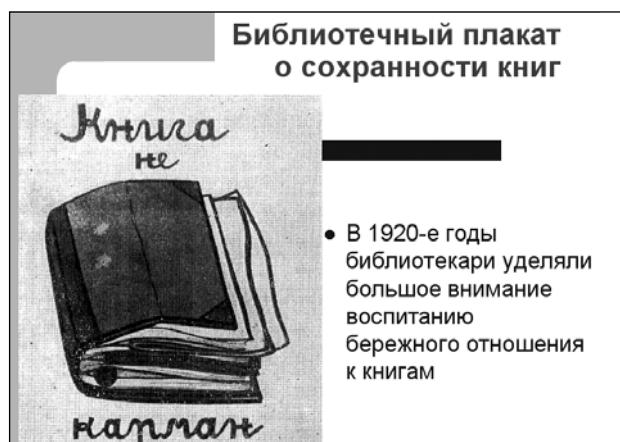 Библиотечный плакат
о сохранности книг
Книга
не
карман
● В 1920-е годы
библиотекари уделяли
большое внимание
воспитанию
бережного отношения
к книгам